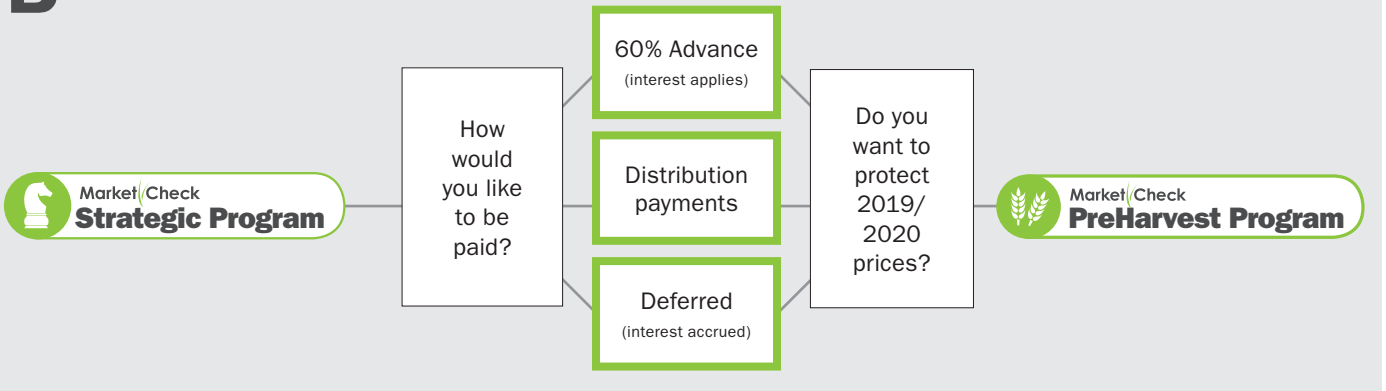 Market Check
Strategic Program
How
would
you like
to be
paid?
60% Advance
(interest applies)
Distribution
payments
Deferred
(interest accrued)
Do you
want to
protect
2019/
2020
prices?
Market Check
PreHarvest Program